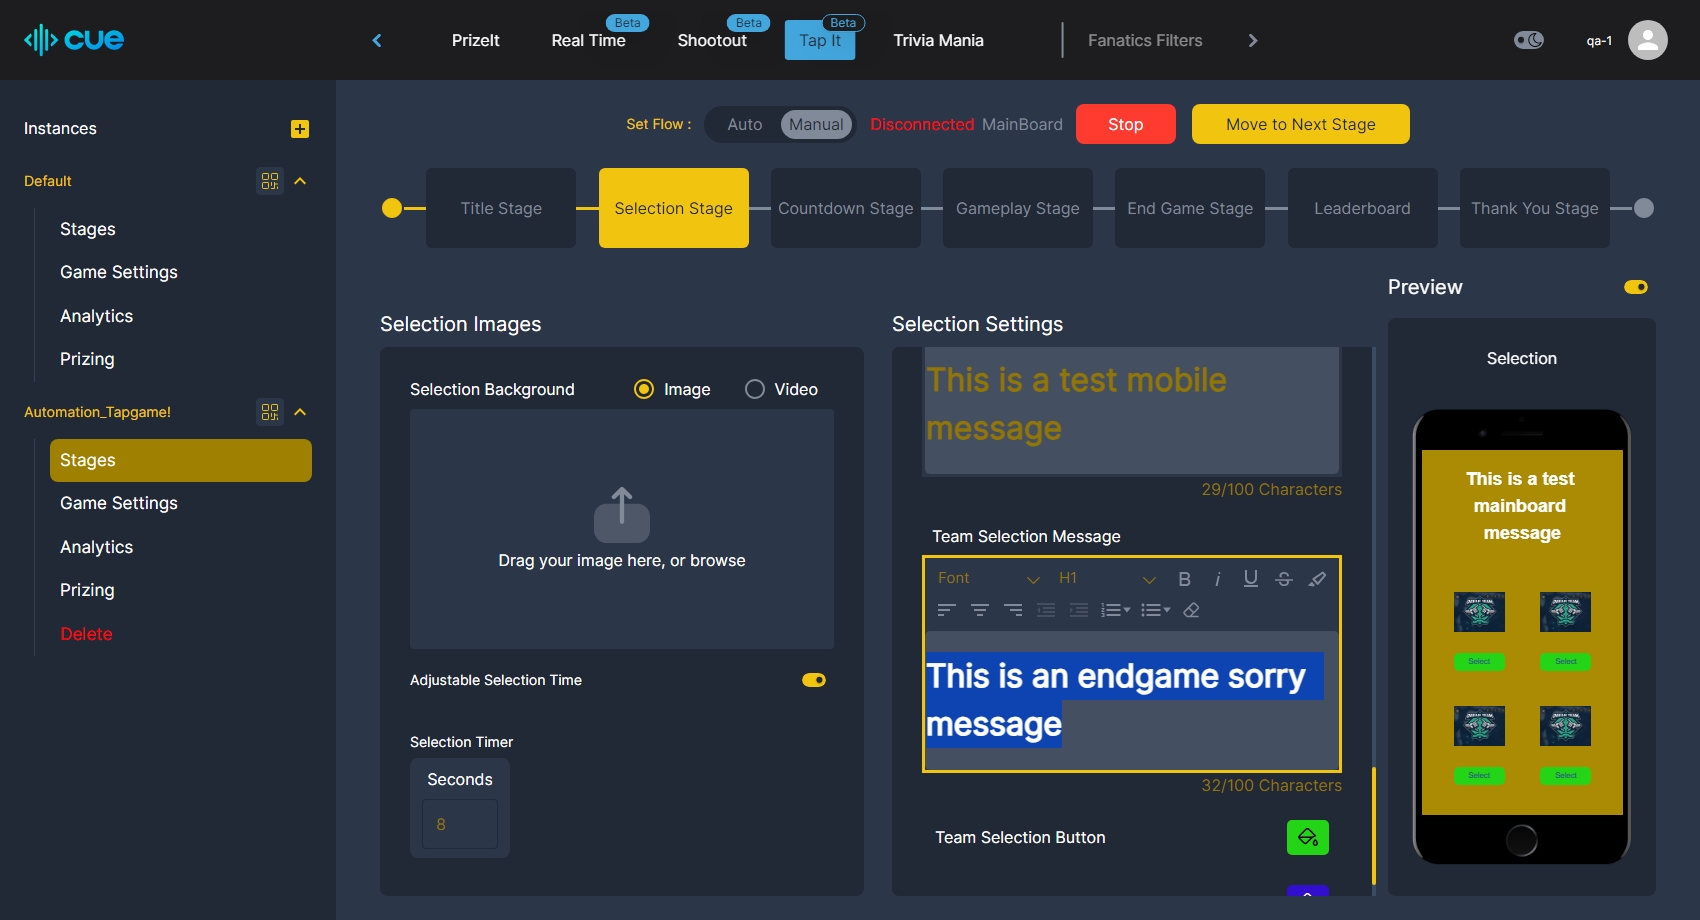 cue
PrizeIt
Real Time
Beta
Shootout
Beta
Tap It
Beta
Trivia Mania
Fanatics Filters
qa-1
Instances
Default
Stages
Game Settings
Analytics
Prizing
Automation_Tapgame!
Stages
Game Settings
Analytics
Prizing
Delete
Set Flow :
Auto
Manual
Disconnected MainBoard
Stop
Move to Next Stage
Title Stage
Selection Stage
Countdown Stage
Gameplay Stage
End Game Stage
Leaderboard
Thank You Stage
Selection Images
Selection Background
Image
Video
Drag your image here, or browse
Adjustable Selection Time
Selection Timer
Seconds
8
Selection Settings
This is a test mobile
message
29/100 Characters
Team Selection Message
Font
H1
This is an endgame sorry
message
32/100 Characters
Team Selection Button
Preview
Selection
This is a test
mainboard
message
Select
Select
Select
Select